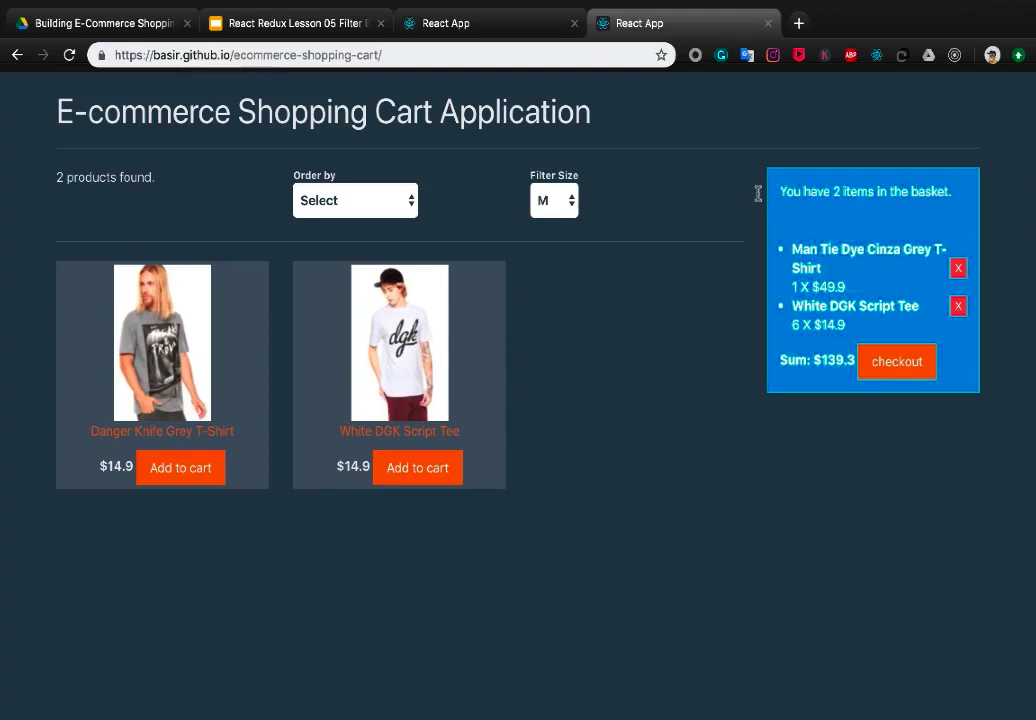 Building E-Commerce Shoppin
React Redux Lesson 05 Filter
React App
React App
https://basir.github.io/ecommerce-shopping-cart/
ABP
E-commerce Shopping Cart Application
2 products found.
Order by
Select
Filter Size
M
You have 2 items in the basket.
Man Tie Dye Cinza Grey T-
Shirt
X
1 X $49.9
White DGK Script Tee
X
6 X $14.9
Sum: $139.3
checkout
dgk
Danger Knife Grey T-Shirt
White DGK Script Tee
$14.9
Add to cart
$14.9
Add to cart